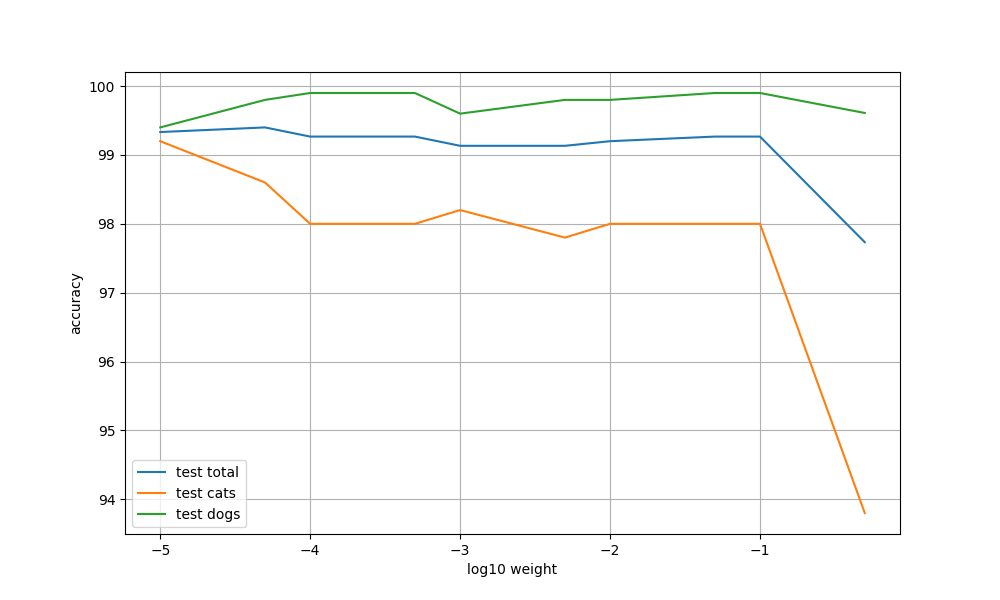 100
99
98
97
96
95
94
accuracy
test total
test cats
test dogs
−5
−4
−3
−2
−1
log10 weight